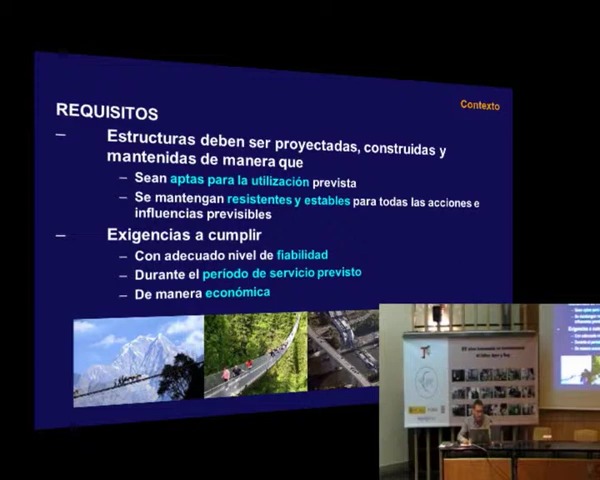 Contexto
REQUISITOS
– Estructuras deben ser proyectadas, construidas y
mantenidas de manera que
– Sean aptas para la utilización prevista
– Se mantengan resistentes y estables para todas las acciones e
influencias previsibles
– Exigencias a cumplir
– Con adecuado nivel de fiabilidad
– Durante el período de servicio previsto
– De manera económica